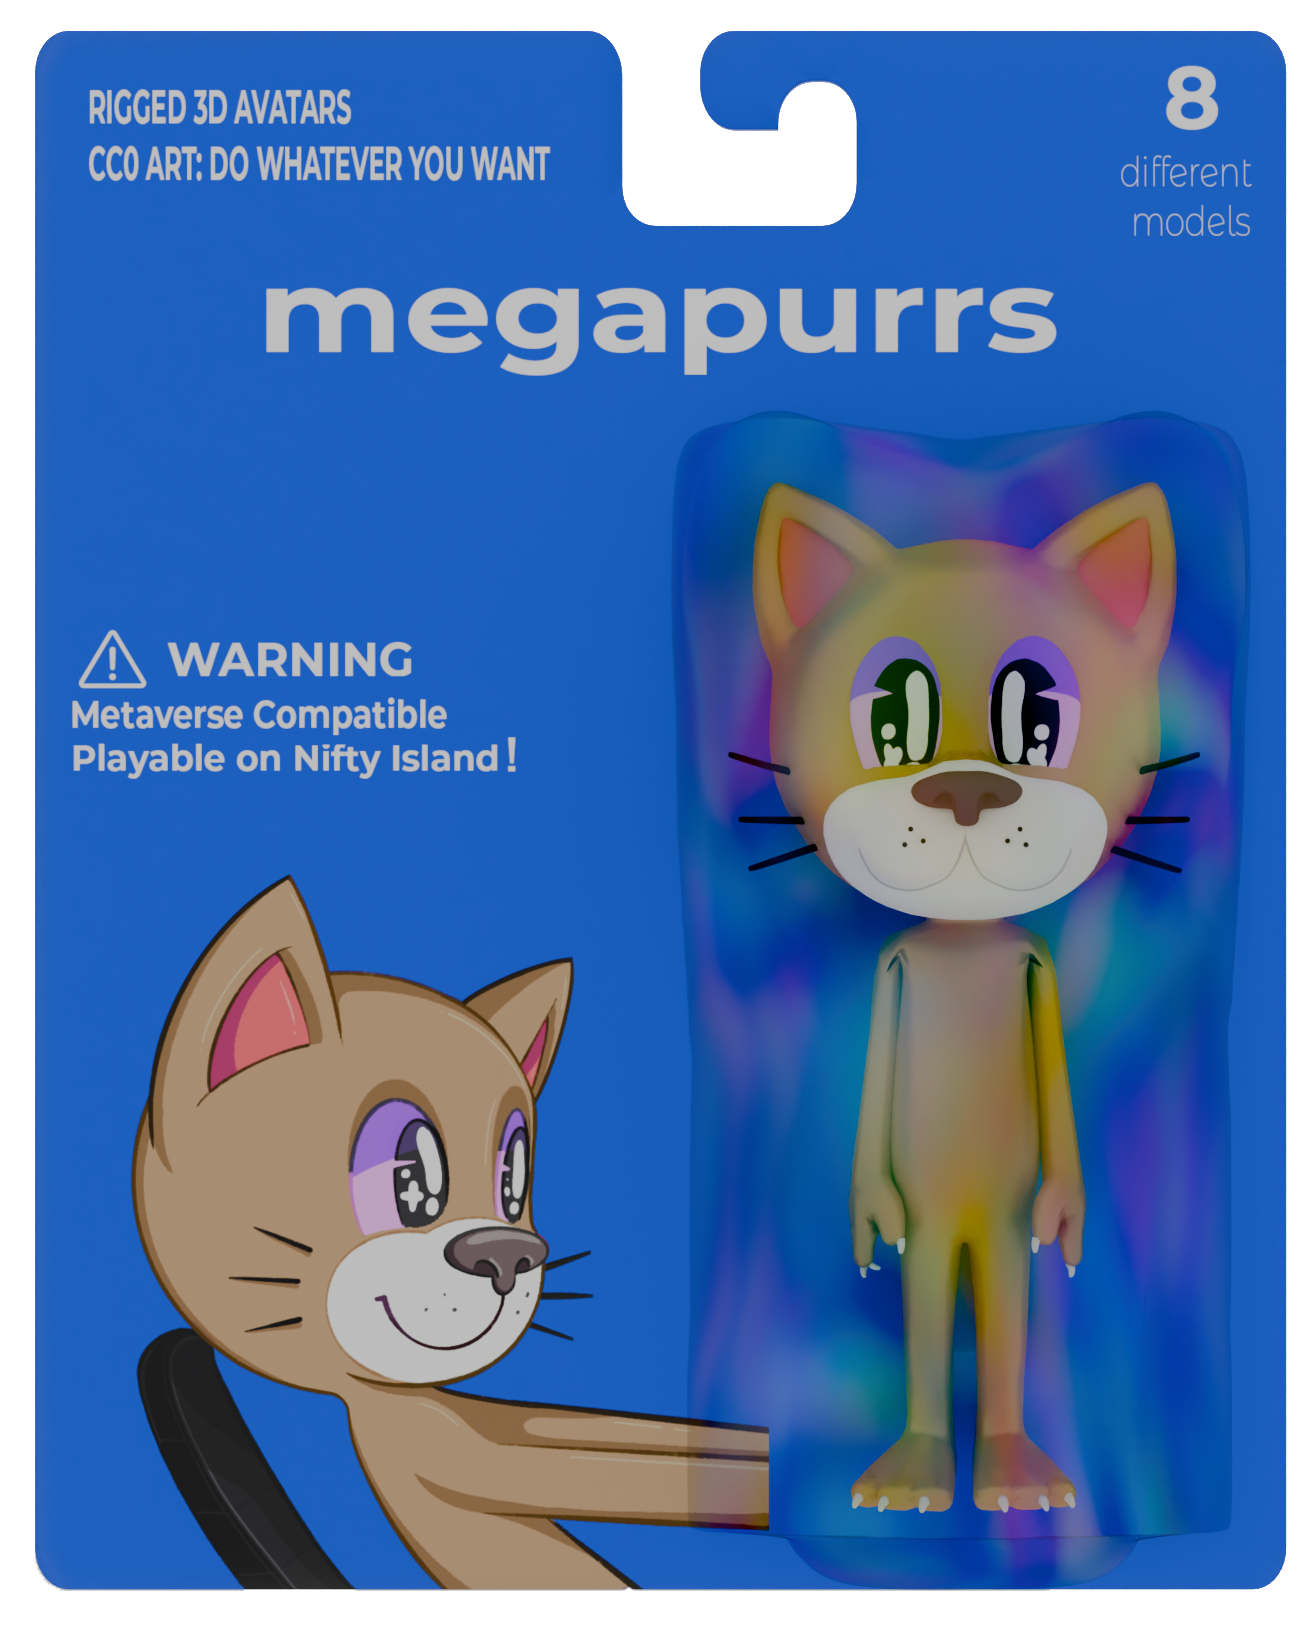 RIGGED 3D AVATARS
CC0 ART: DO WHATEVER YOU WANT
8
different
models
megapurrs
WARNING
Metaverse Compatible
Playable on Nifty Island!